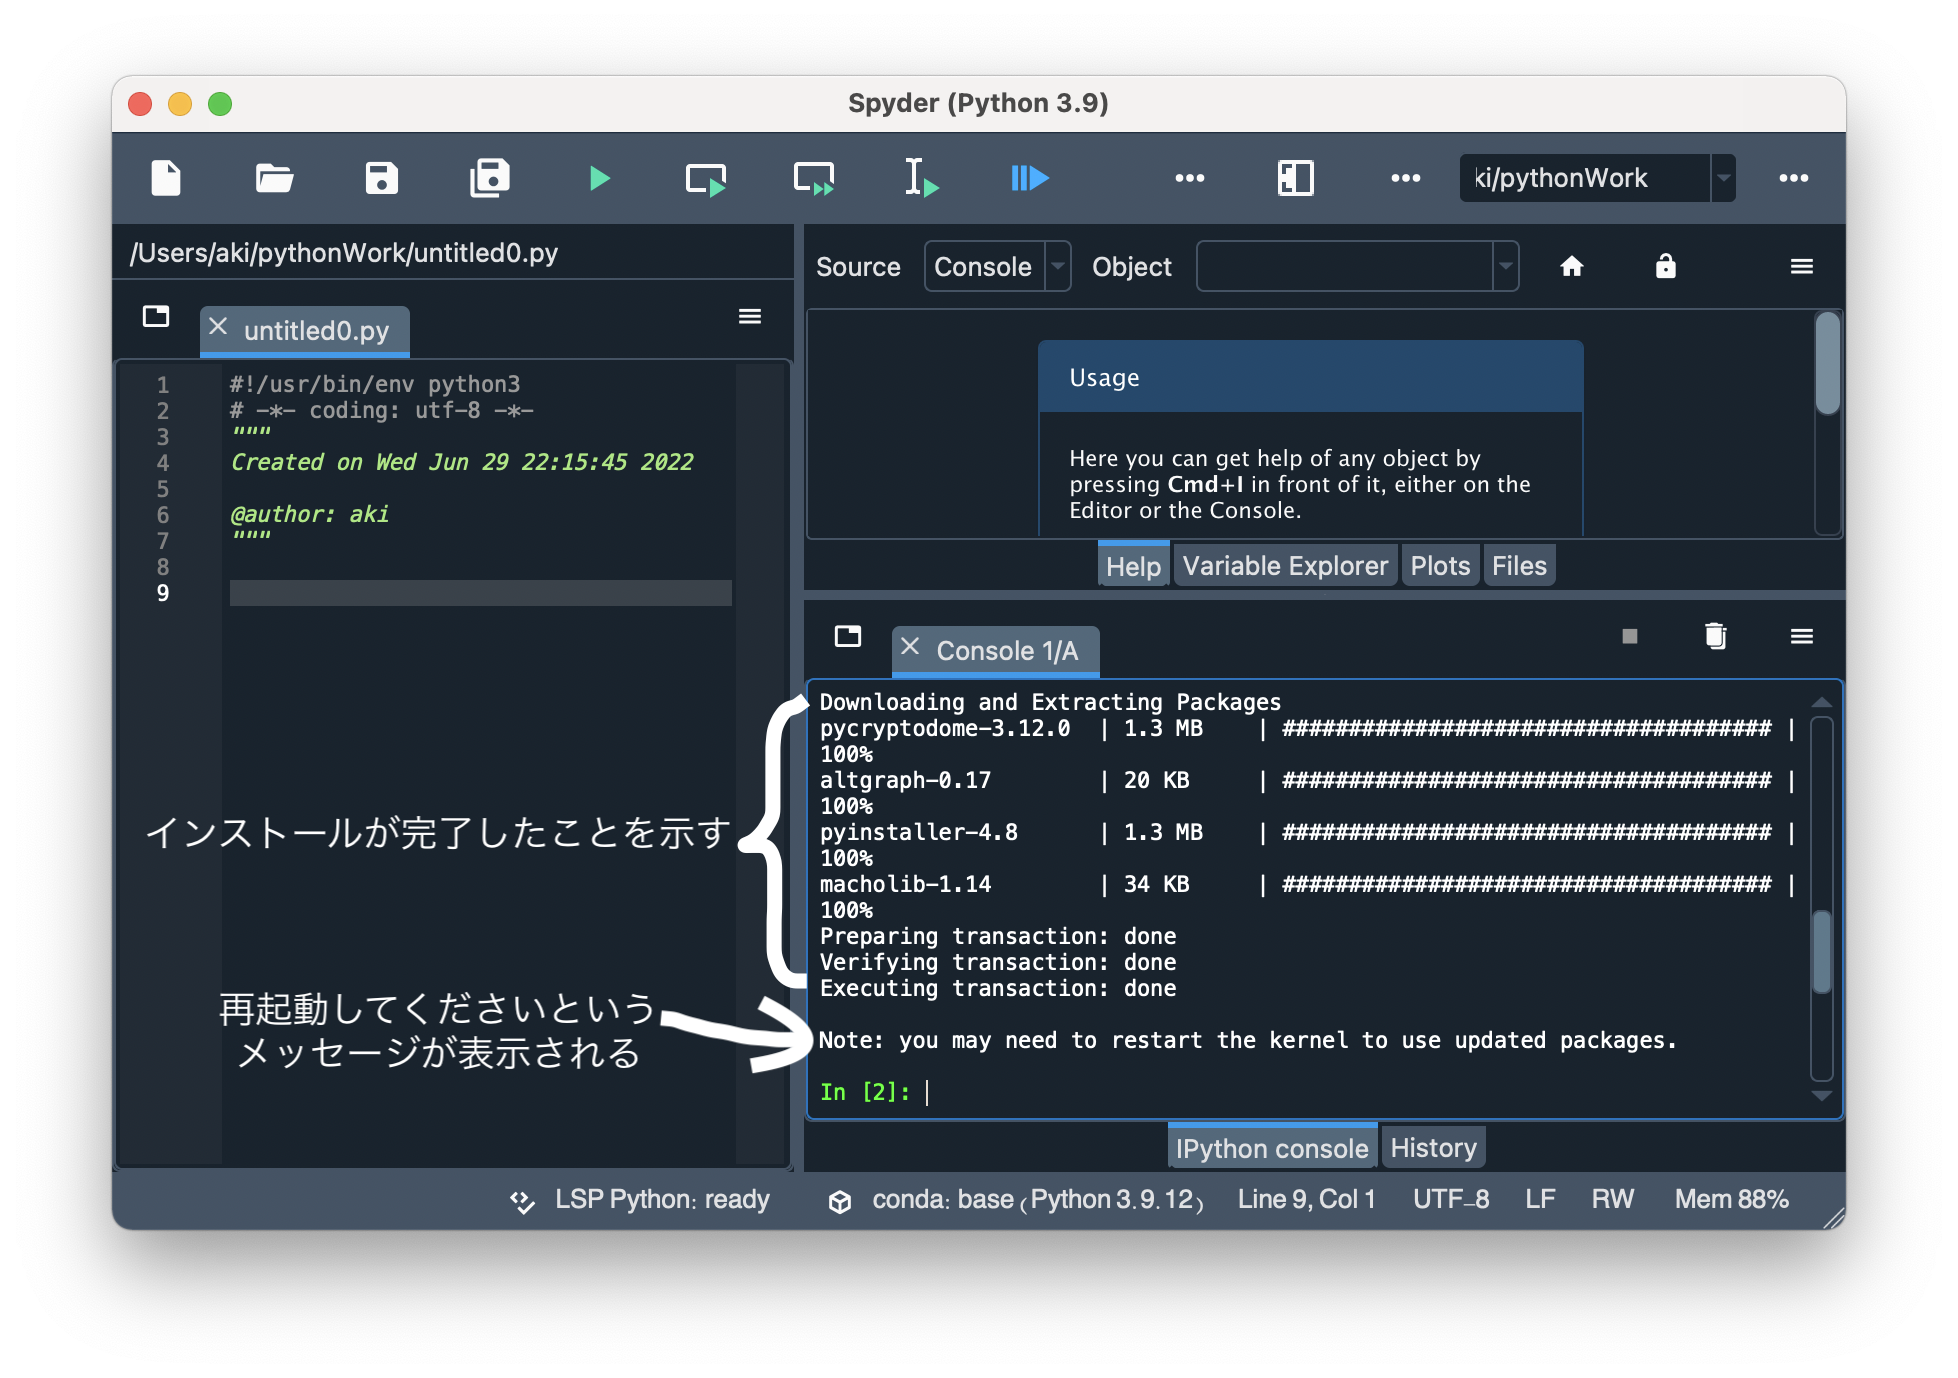 Spyder (Python 3.9)
ki/pythonWork
/Users/aki/pythonWork/untitled0.py
untitled0.py
1 #!/usr/bin/env python3
2 # -*- coding: utf-8 -*-
3 """
4 Created on Wed Jun 29 22:15:45 2022
5
6 @author: aki
7 """
8
9
Source Console Object
Usage
Here you can get help of any object by
pressing Cmd+I in front of it, either on the
Editor or the Console.
Help Variable Explorer Plots Files
Console 1/A
Downloading and Extracting Packages
pycryptodome-3.12.0 | 1.3 MB | ##################################### |
100%
altgraph-0.17 | 20 KB | ##################################### |
100%
pyinstaller-4.8 | 1.3 MB | ##################################### |
100%
macholib-1.14 | 34 KB | ##################################### |
100%
Preparing transaction: done
Verifying transaction: done
Executing transaction: done
Note: you may need to restart the kernel to use updated packages.
In [2]:
インストールが完了したことを示す
再起動してくださいという
メッセージが表示される
IPython console History
LSP Python: ready conda: base (Python 3.9.12) Line 9, Col 1 UTF-8 LF RW Mem 88%